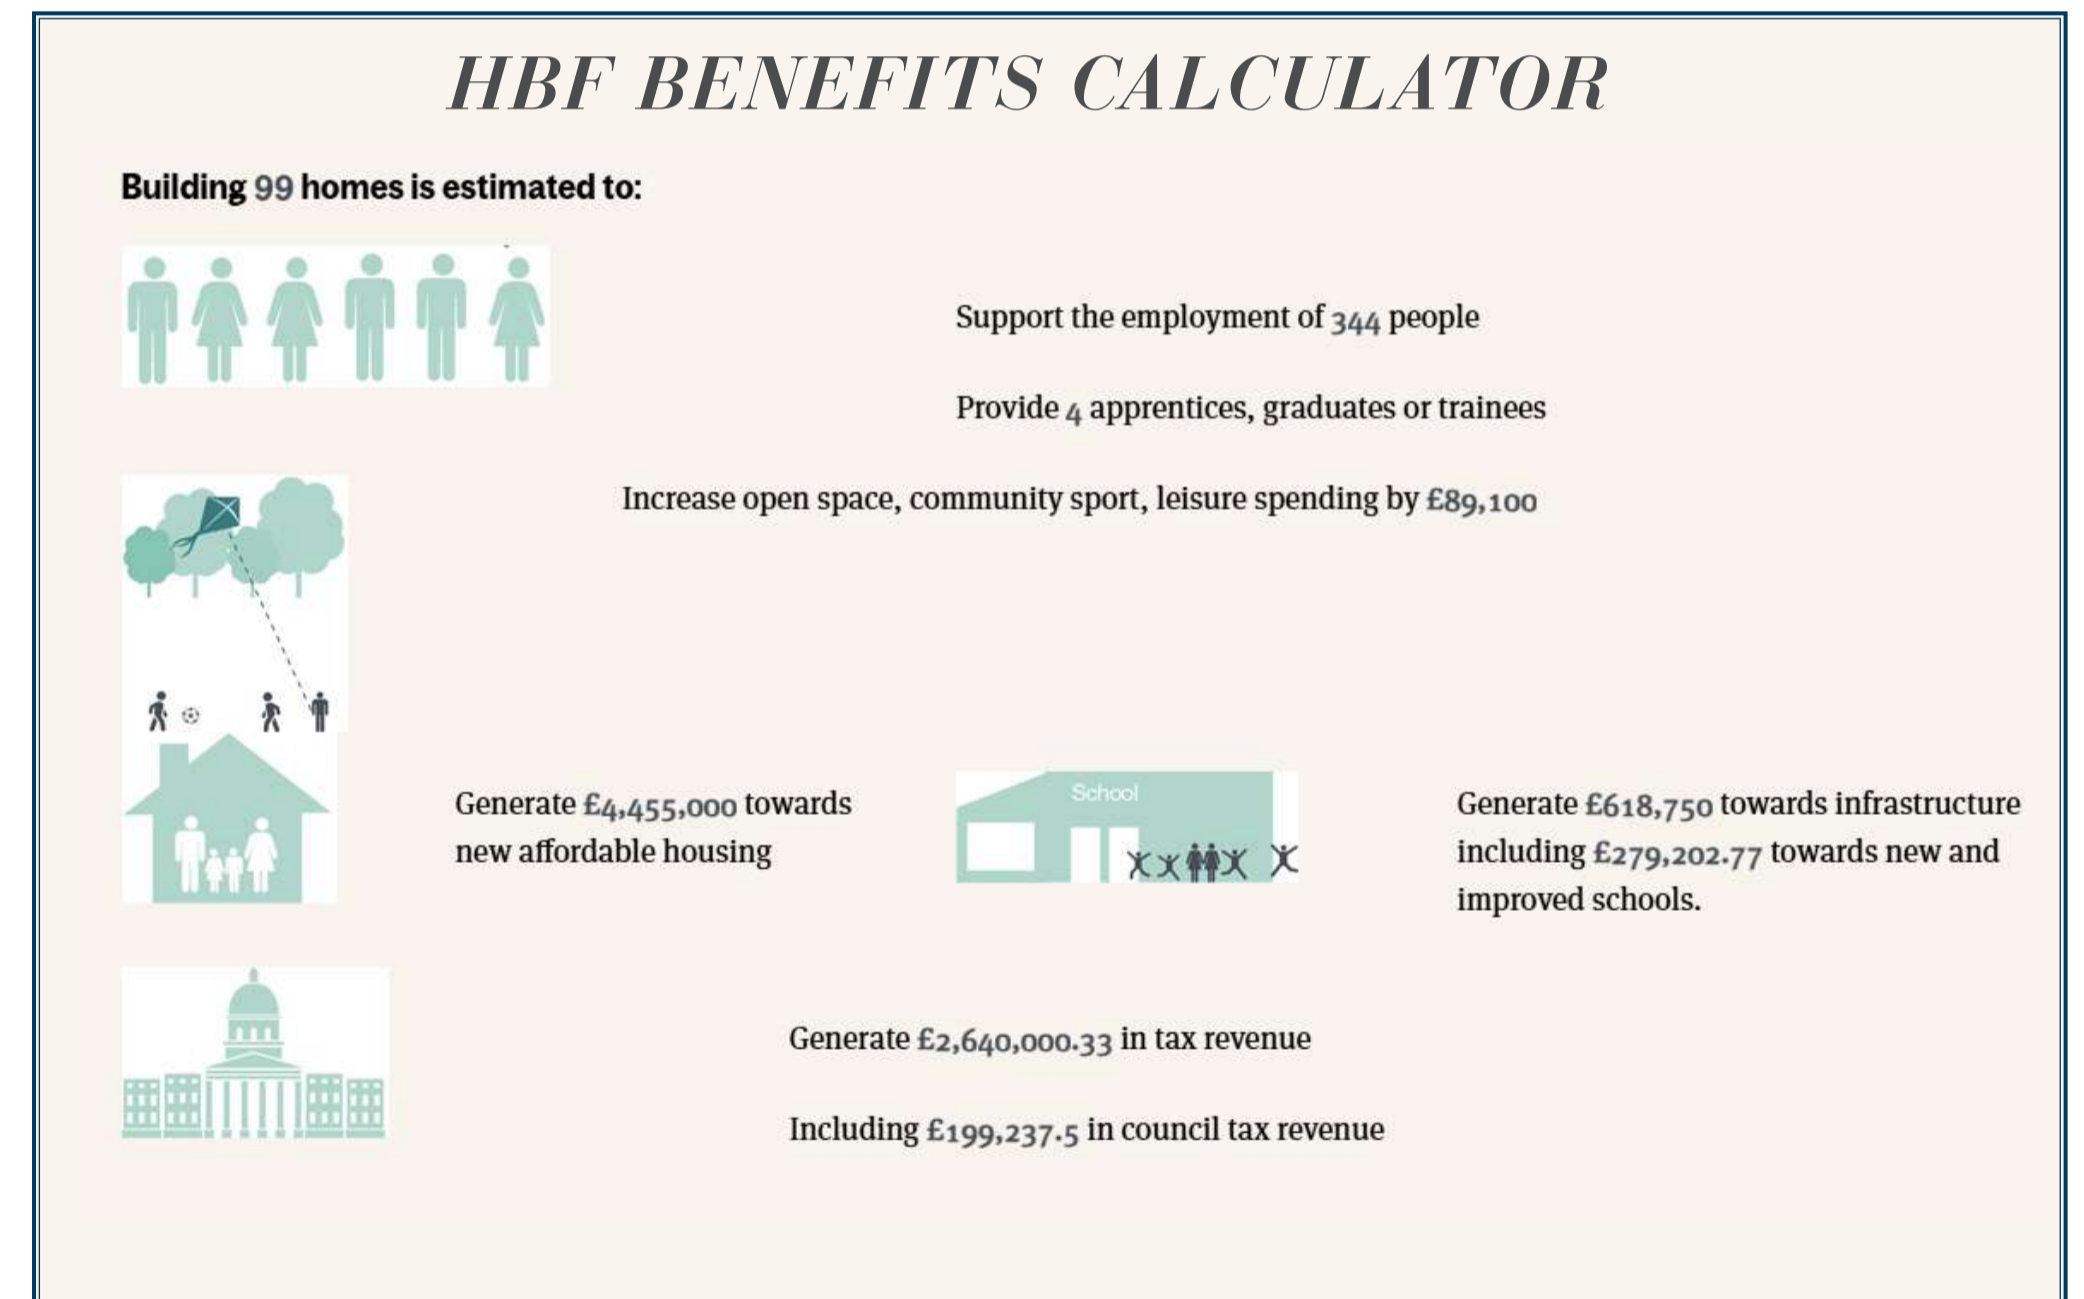 HBF BENEFITS CALCULATOR
Building 99 homes is estimated to:
Support the employment of 344 people
Provide 4 apprentices, graduates or trainees
Increase open space, community sport, leisure spending by £89,100
Generate £4,455,000 towards
new affordable housing
School
Generate £618,750 towards infrastructure
including £279,202.77 towards new and
improved schools.
Generate £2,640,000.33 in tax revenue
Including £199,237.5 in council tax revenue